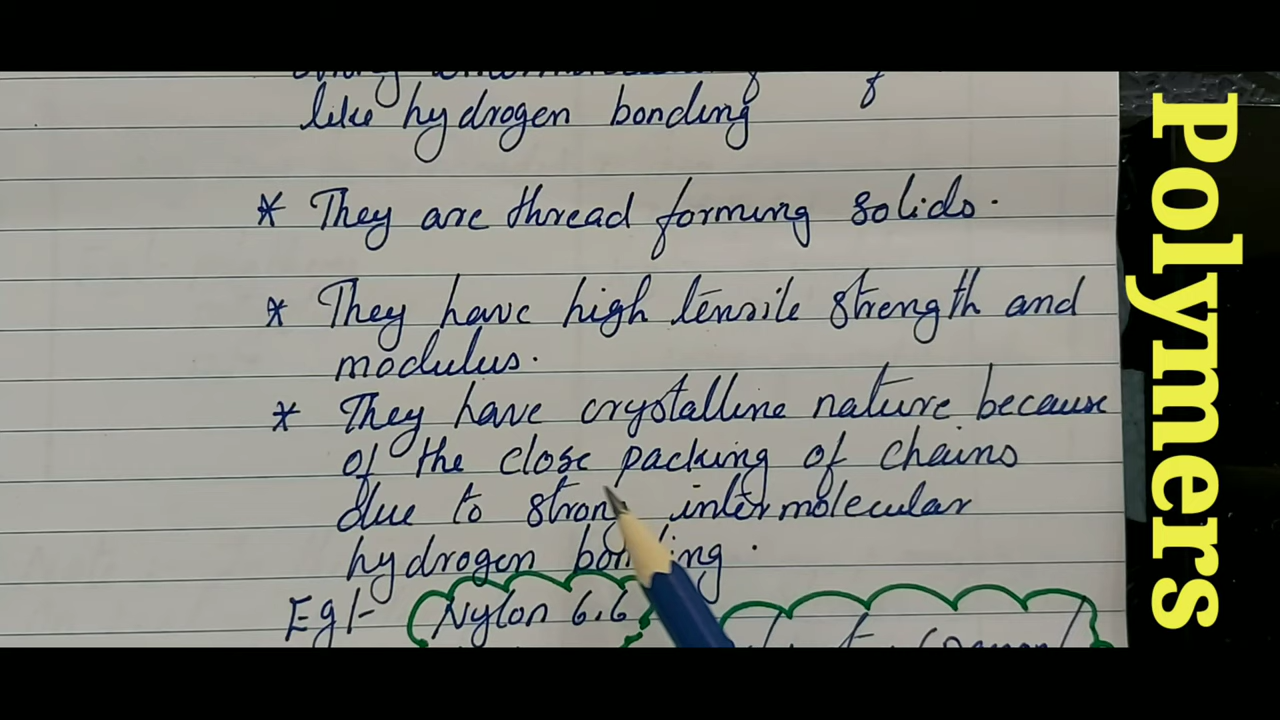 like hydrogen bonding
* They are thread forming solids.
* They have high tensile strength and
modulus.
* They have crystalline nature because
of the close packing of chains
due to strong intermolecular
hydrogen bonding.
Eg:- Nylon 6.6
Polymers